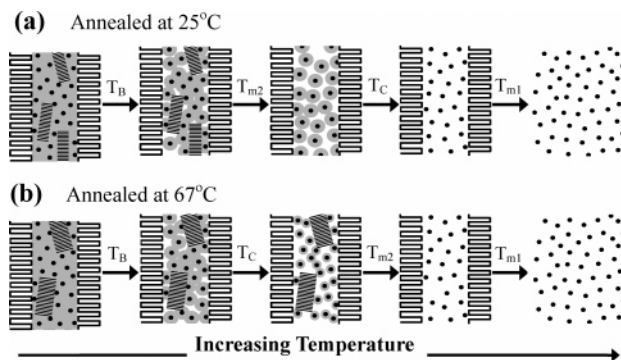 (a) Annealed at 25°C
T_B T_m2 T_C T_m1
(b) Annealed at 67°C
T_B T_C T_m2 T_m1
Increasing Temperature